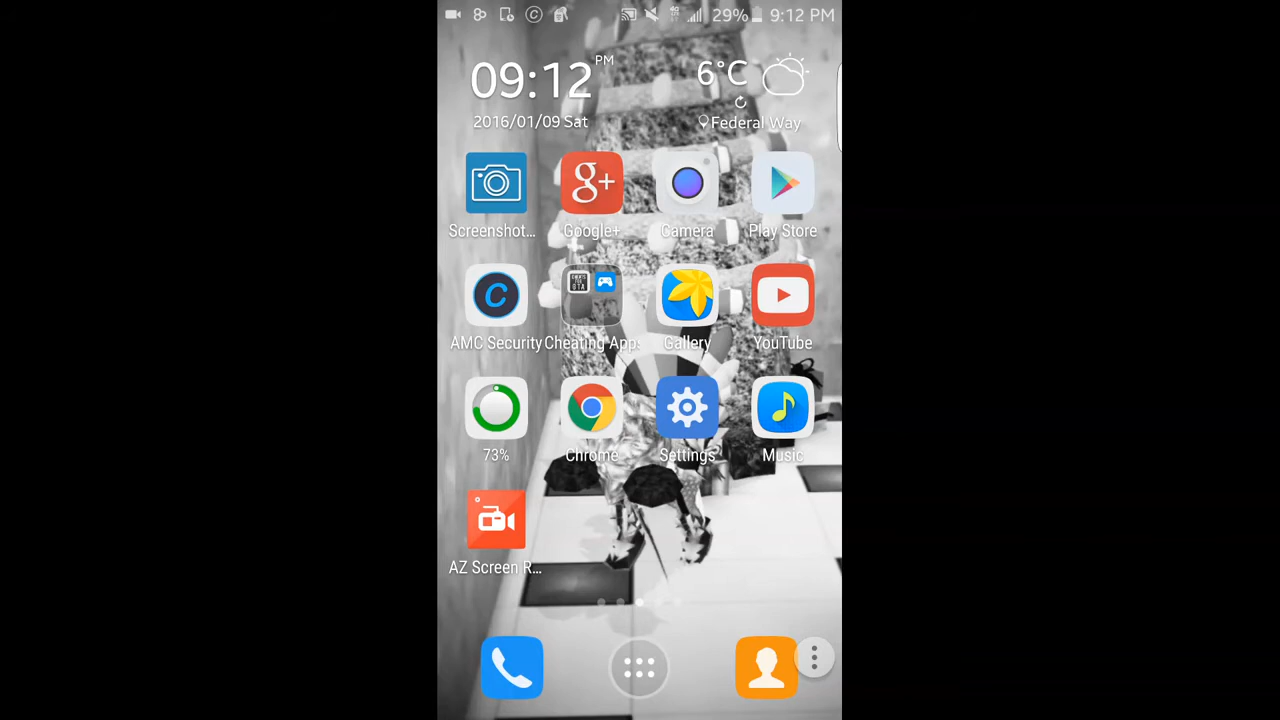 29% 9:12 PM
09:12 PM
6°C
2016/01/09 Sat
Federal Way
g+
Screenshot...
Google+
Camera
Play Store
C
AMC Security
Cheating Apps
Gallery
YouTube
73%
Chrome
Settings
Music
AZ Screen R...